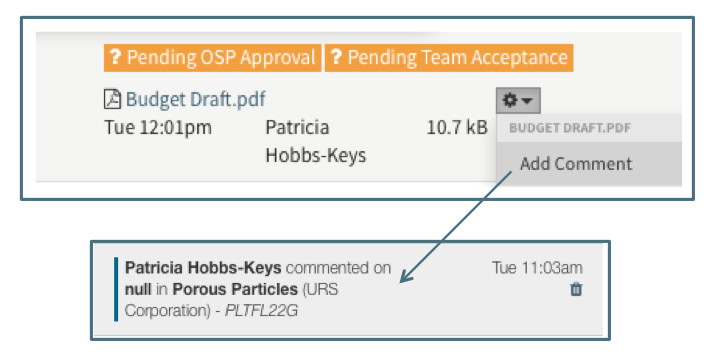 ? Pending OSP Approval ? Pending Team Acceptance
Budget Draft.pdf
Tue 12:01pm Patricia Hobbs-Keys 10.7 kB
BUDGET DRAFT.PDF
Add Comment
Patricia Hobbs-Keys commented on Tue 11:03am
null in Porous Particles (URS
Corporation) - PLTFL22G